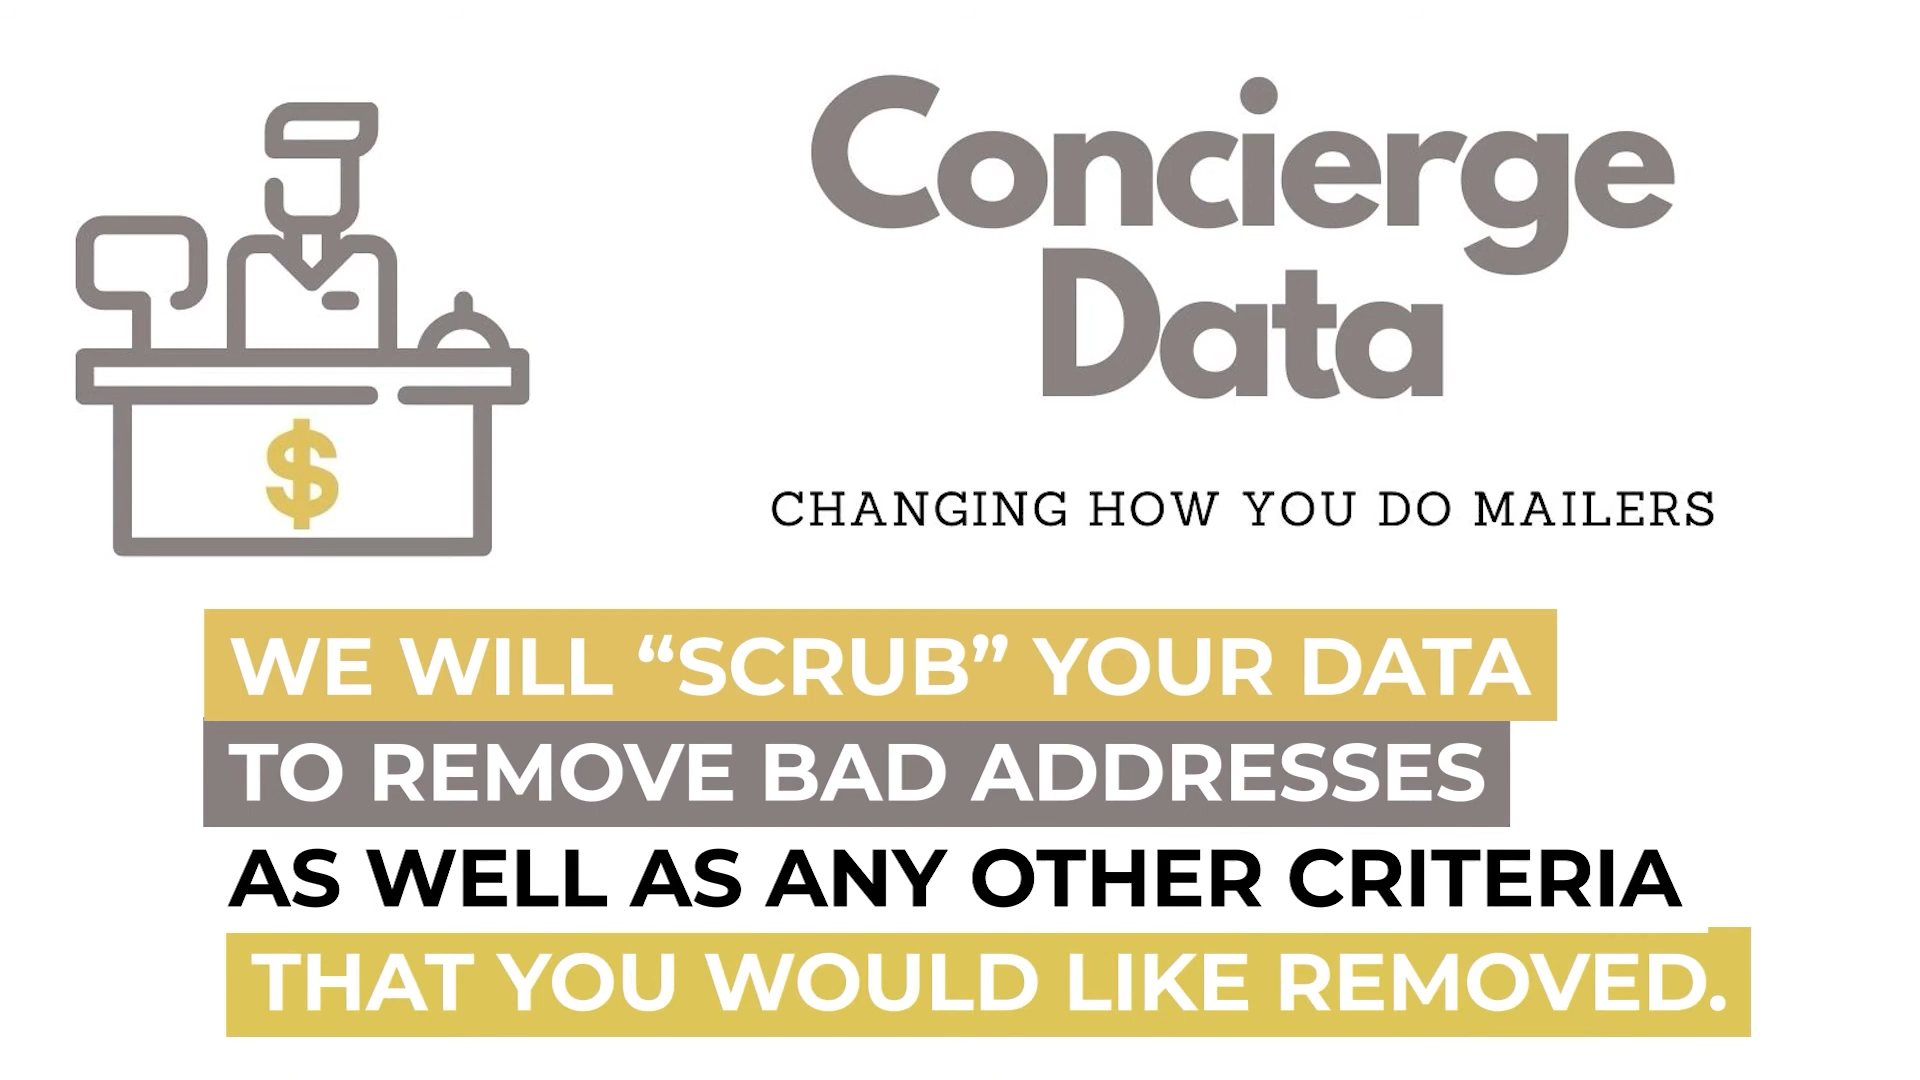 Concierge
Data
CHANGING HOW YOU DO MAILERS
$
WE WILL “SCRUB” YOUR DATA
TO REMOVE BAD ADDRESSES
AS WELL AS ANY OTHER CRITERIA
THAT YOU WOULD LIKE REMOVED.